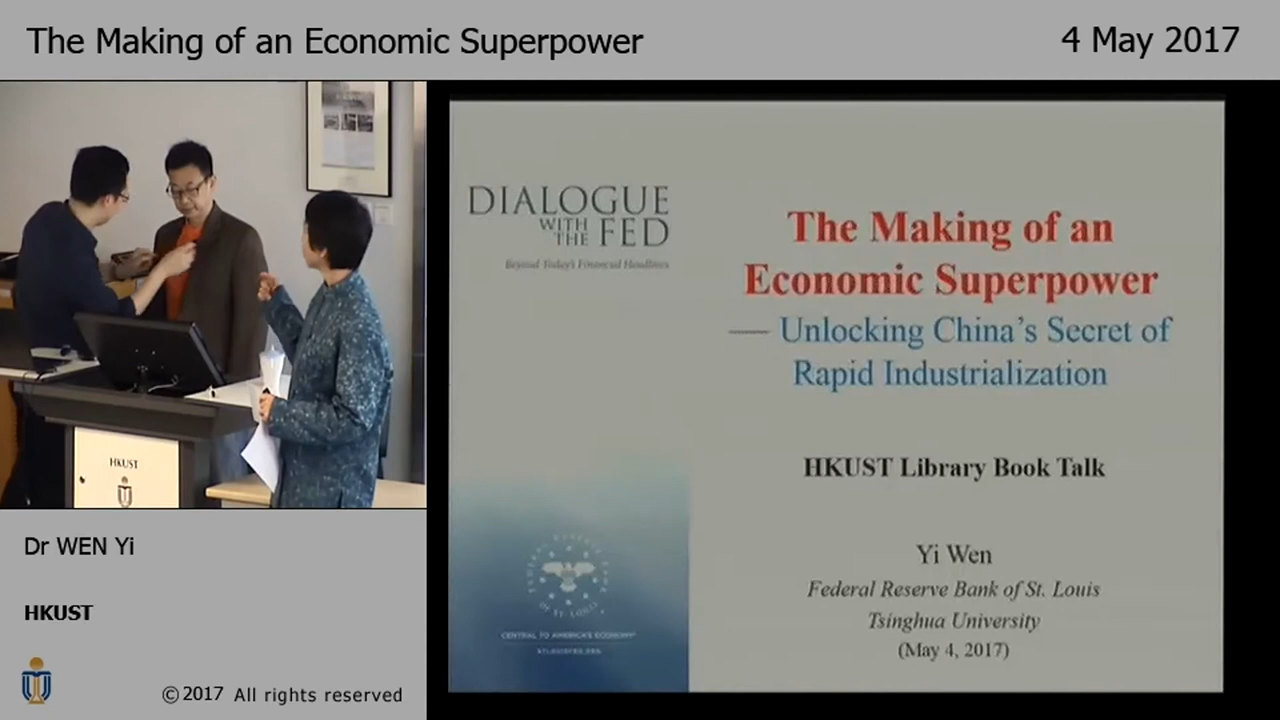 The Making of an Economic Superpower
4 May 2017
DIALOGUE
WITH
THE FED
Beyond Today's Financial Headlines
The Making of an
Economic Superpower
— Unlocking China's Secret of
Rapid Industrialization
HKUST Library Book Talk
Yi Wen
Federal Reserve Bank of St. Louis
Tsinghua University
(May 4, 2017)
CENTRAL TO AMERICA'S ECONOMY
HKUST
Dr WEN Yi
HKUST
©2017 All rights reserved